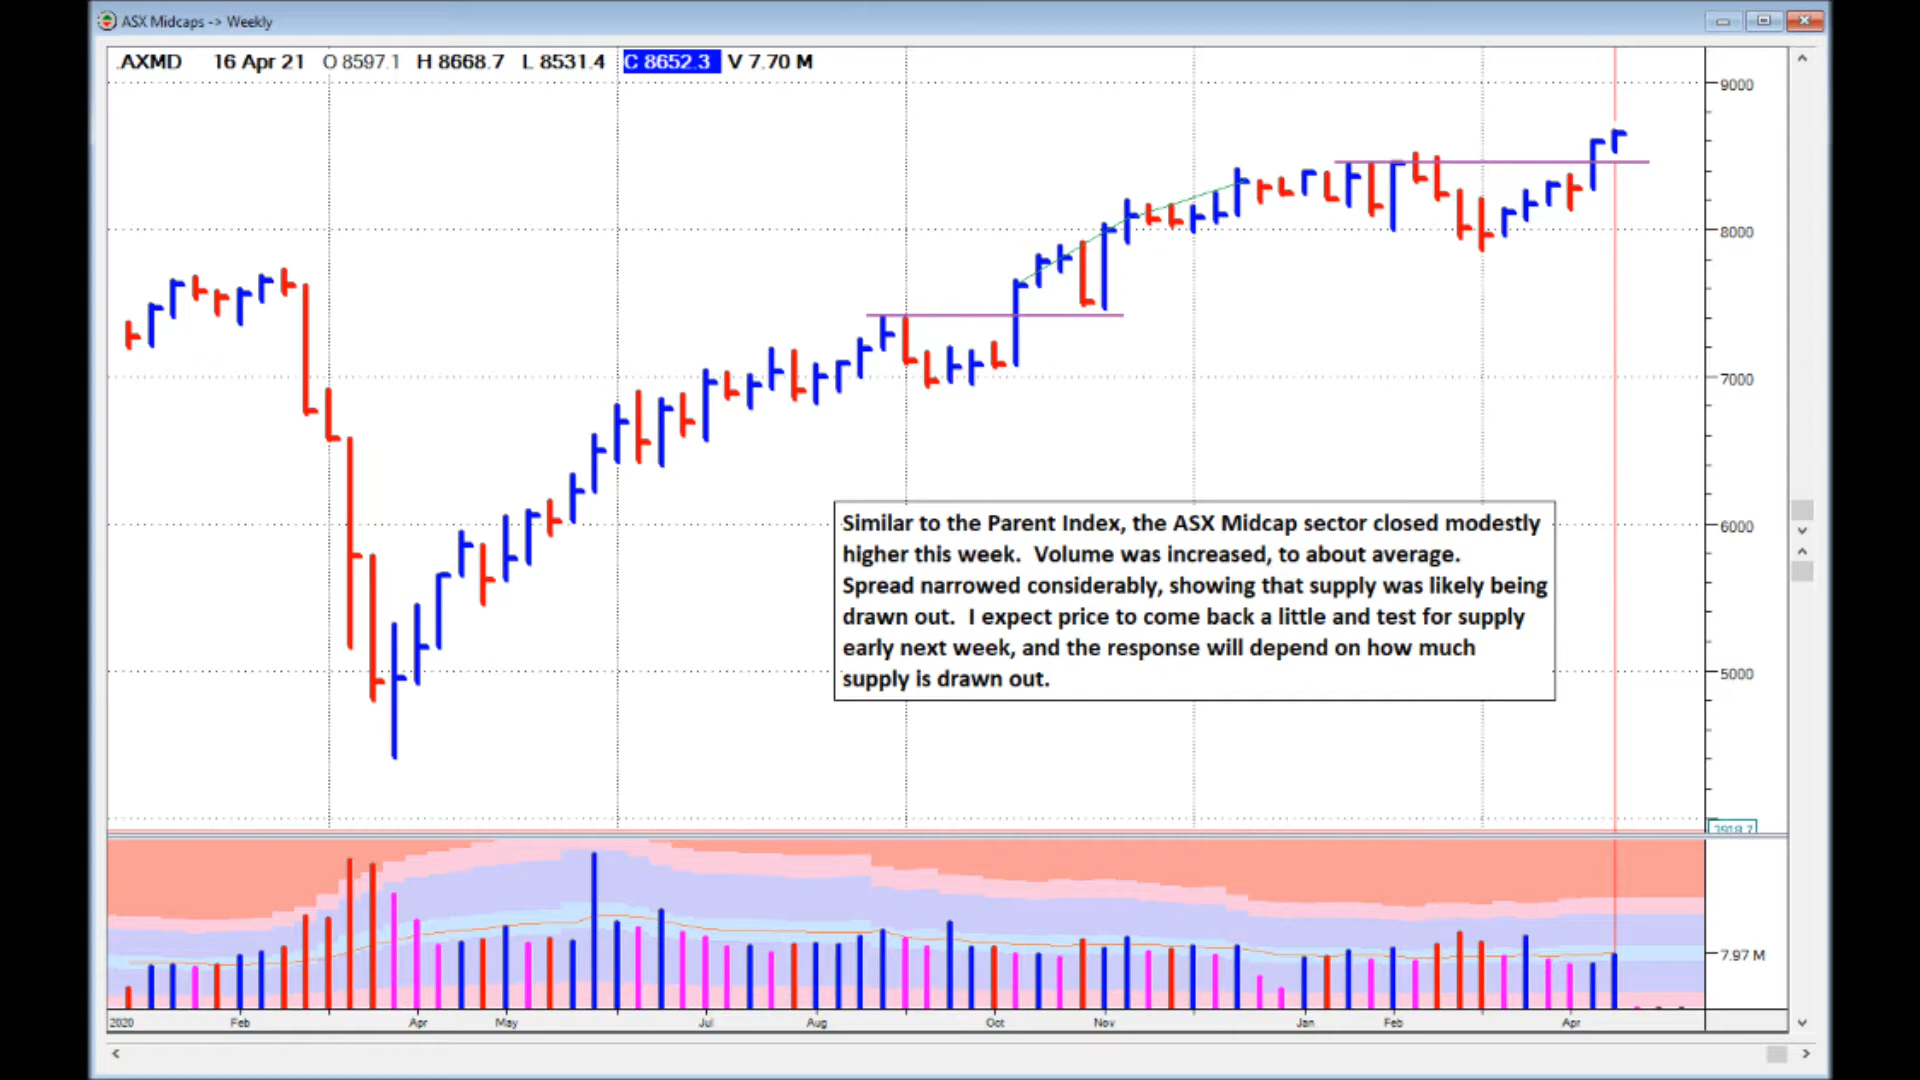 ASX Midcaps -> Weekly
.AXMD 16 Apr 21 O 8597.1 H 8668.7 L 8531.4 C 8652.3 V 7.70 M
9000
8000
7000
6000
Similar to the Parent Index, the ASX Midcap sector closed modestly
higher this week. Volume was increased, to about average.
Spread narrowed considerably, showing that supply was likely being
drawn out. I expect price to come back a little and test for supply
early next week, and the response will depend on how much
supply is drawn out.
5000
3918.7
7.97 M
2020 Feb Apr May Jul Aug Oct Nov Jan Feb Apr